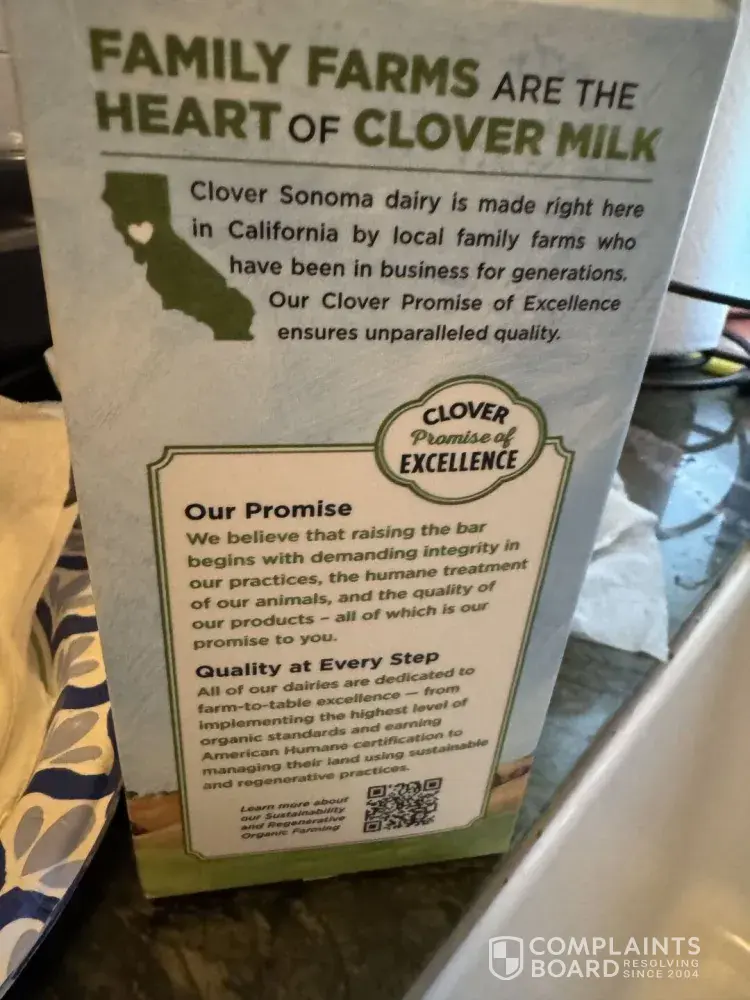 FAMILY FARMS ARE THE
HEART OF CLOVER MILK
Clover Sonoma dairy is made right here
in California by local family farms who
have been in business for generations.
Our Clover Promise of Excellence
ensures unparalleled quality.
CLOVER
Promise of
EXCELLENCE
Our Promise
We believe that raising the bar
begins with demanding integrity in
our practices, the humane treatment
of our animals, and the quality of
our products – all of which is our
promise to you.
Quality at Every Step
All of our dairies are dedicated to
farm-to-table excellence — from
implementing the highest level of
organic standards and earning
American Humane certification to
managing their land using sustainable
and regenerative practices.
Learn more about
our Sustainability
and Regenerative
Organic Farming
COMPLAINTS
BOARD RESOLVING
SINCE 2004